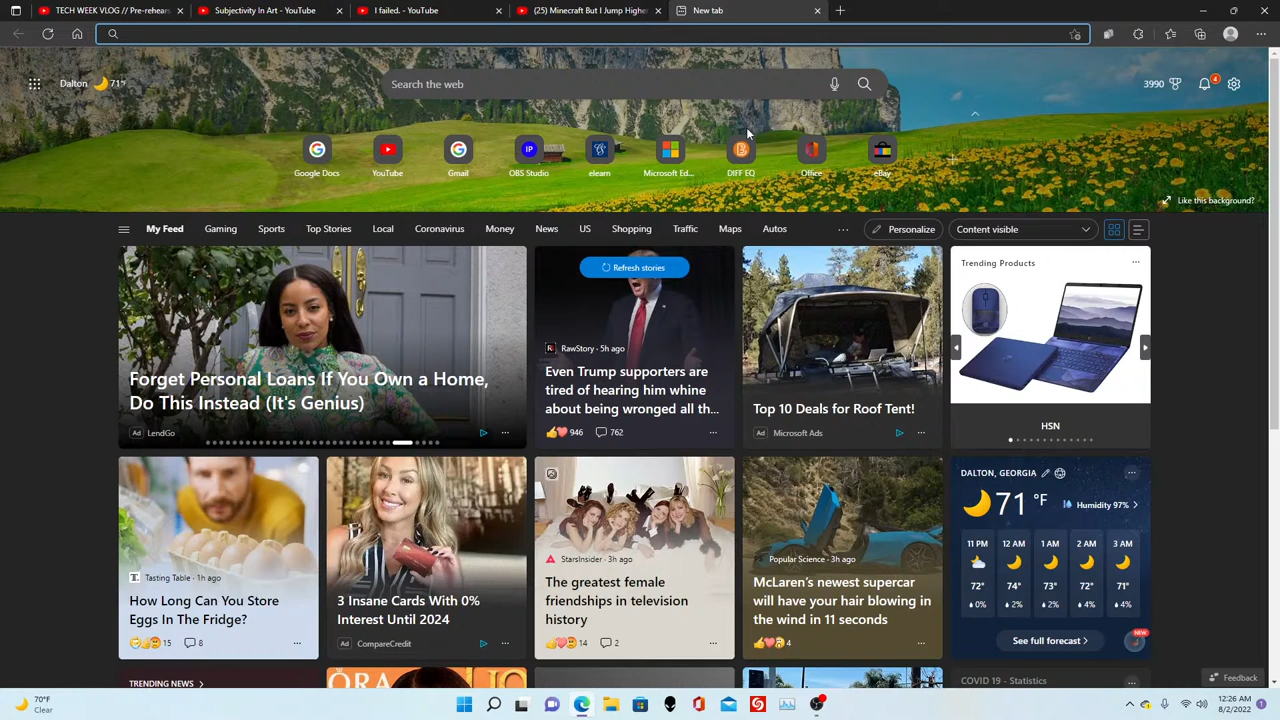 TECH WEEK VLOG // Pre-rehears
Subjectivity In Art - YouTube
I failed. - YouTube
(25) Minecraft But I Jump Higher
New tab
Dalton
71°F
Search the web
3990
4
Google Docs
YouTube
Gmail
OBS Studio
elearn
Microsoft Ed...
DIFF EQ
Office
eBay
Like this background?
My Feed
Gaming
Sports
Top Stories
Local
Coronavirus
Money
News
US
Shopping
Traffic
Maps
Autos
Personalize
Content visible
Forget Personal Loans If You Own a Home,
Do This Instead (It's Genius)
Ad LendGo
Refresh stories
RawStory · 5h ago
Even Trump supporters are
tired of hearing him whine
about being wronged all th...
946
762
Top 10 Deals for Roof Tent!
Ad Microsoft Ads
Trending Products
HSN
Tasting Table · 1h ago
How Long Can You Store
Eggs In The Fridge?
15
8
3 Insane Cards With 0%
Interest Until 2024
Ad CompareCredit
StarsInsider · 3h ago
The greatest female
friendships in television
history
14
2
Popular Science · 3h ago
McLaren's newest supercar
will have your hair blowing in
the wind in 11 seconds
4
DALTON, GEORGIA
71 °F
Humidity 97%
11 PM 12 AM 1 AM 2 AM 3 AM
72° 74° 73° 72° 71°
0% 2% 2% 4% 4%
See full forecast
NEW
TRENDING NEWS
COVID 19 - Statistics
Feedback
70°F
Clear
12:26 AM
8/2/2022
1